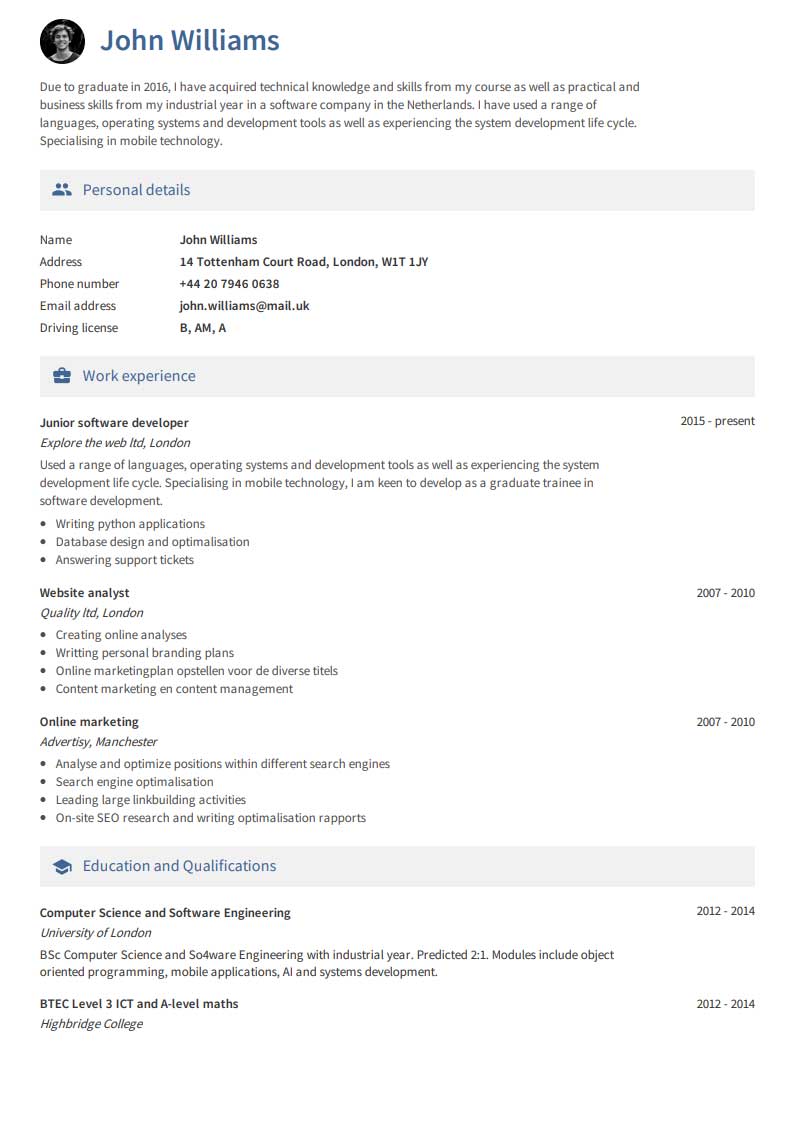 John Williams
Due to graduate in 2016, I have acquired technical knowledge and skills from my course as well as practical and
business skills from my industrial year in a software company in the Netherlands. I have used a range of
languages, operating systems and development tools as well as experiencing the system development life cycle.
Specialising in mobile technology.
Personal details
Name John Williams
Address 14 Tottenham Court Road, London, W1T 1JY
Phone number +44 20 7946 0638
Email address john.williams@mail.uk
Driving license B, AM, A
Work experience
Junior software developer 2015 - present
Explore the web ltd, London
Used a range of languages, operating systems and development tools as well as experiencing the system
development life cycle. Specialising in mobile technology, I am keen to develop as a graduate trainee in
software development.
• Writing python applications
• Database design and optimalisation
• Answering support tickets
Website analyst 2007 - 2010
Quality ltd, London
• Creating online analyses
• Writting personal branding plans
• Online marketingplan opstellen voor de diverse titels
• Content marketing en content management
Online marketing 2007 - 2010
Advertisy, Manchester
• Analyse and optimize positions within different search engines
• Search engine optimalisation
• Leading large linkbuilding activities
• On-site SEO research and writing optimalisation rapports
Education and Qualifications
Computer Science and Software Engineering 2012 - 2014
University of London
BSc Computer Science and So4ware Engineering with industrial year. Predicted 2:1. Modules include object
oriented programming, mobile applications, AI and systems development.
BTEC Level 3 ICT and A-level maths 2012 - 2014
Highbridge College